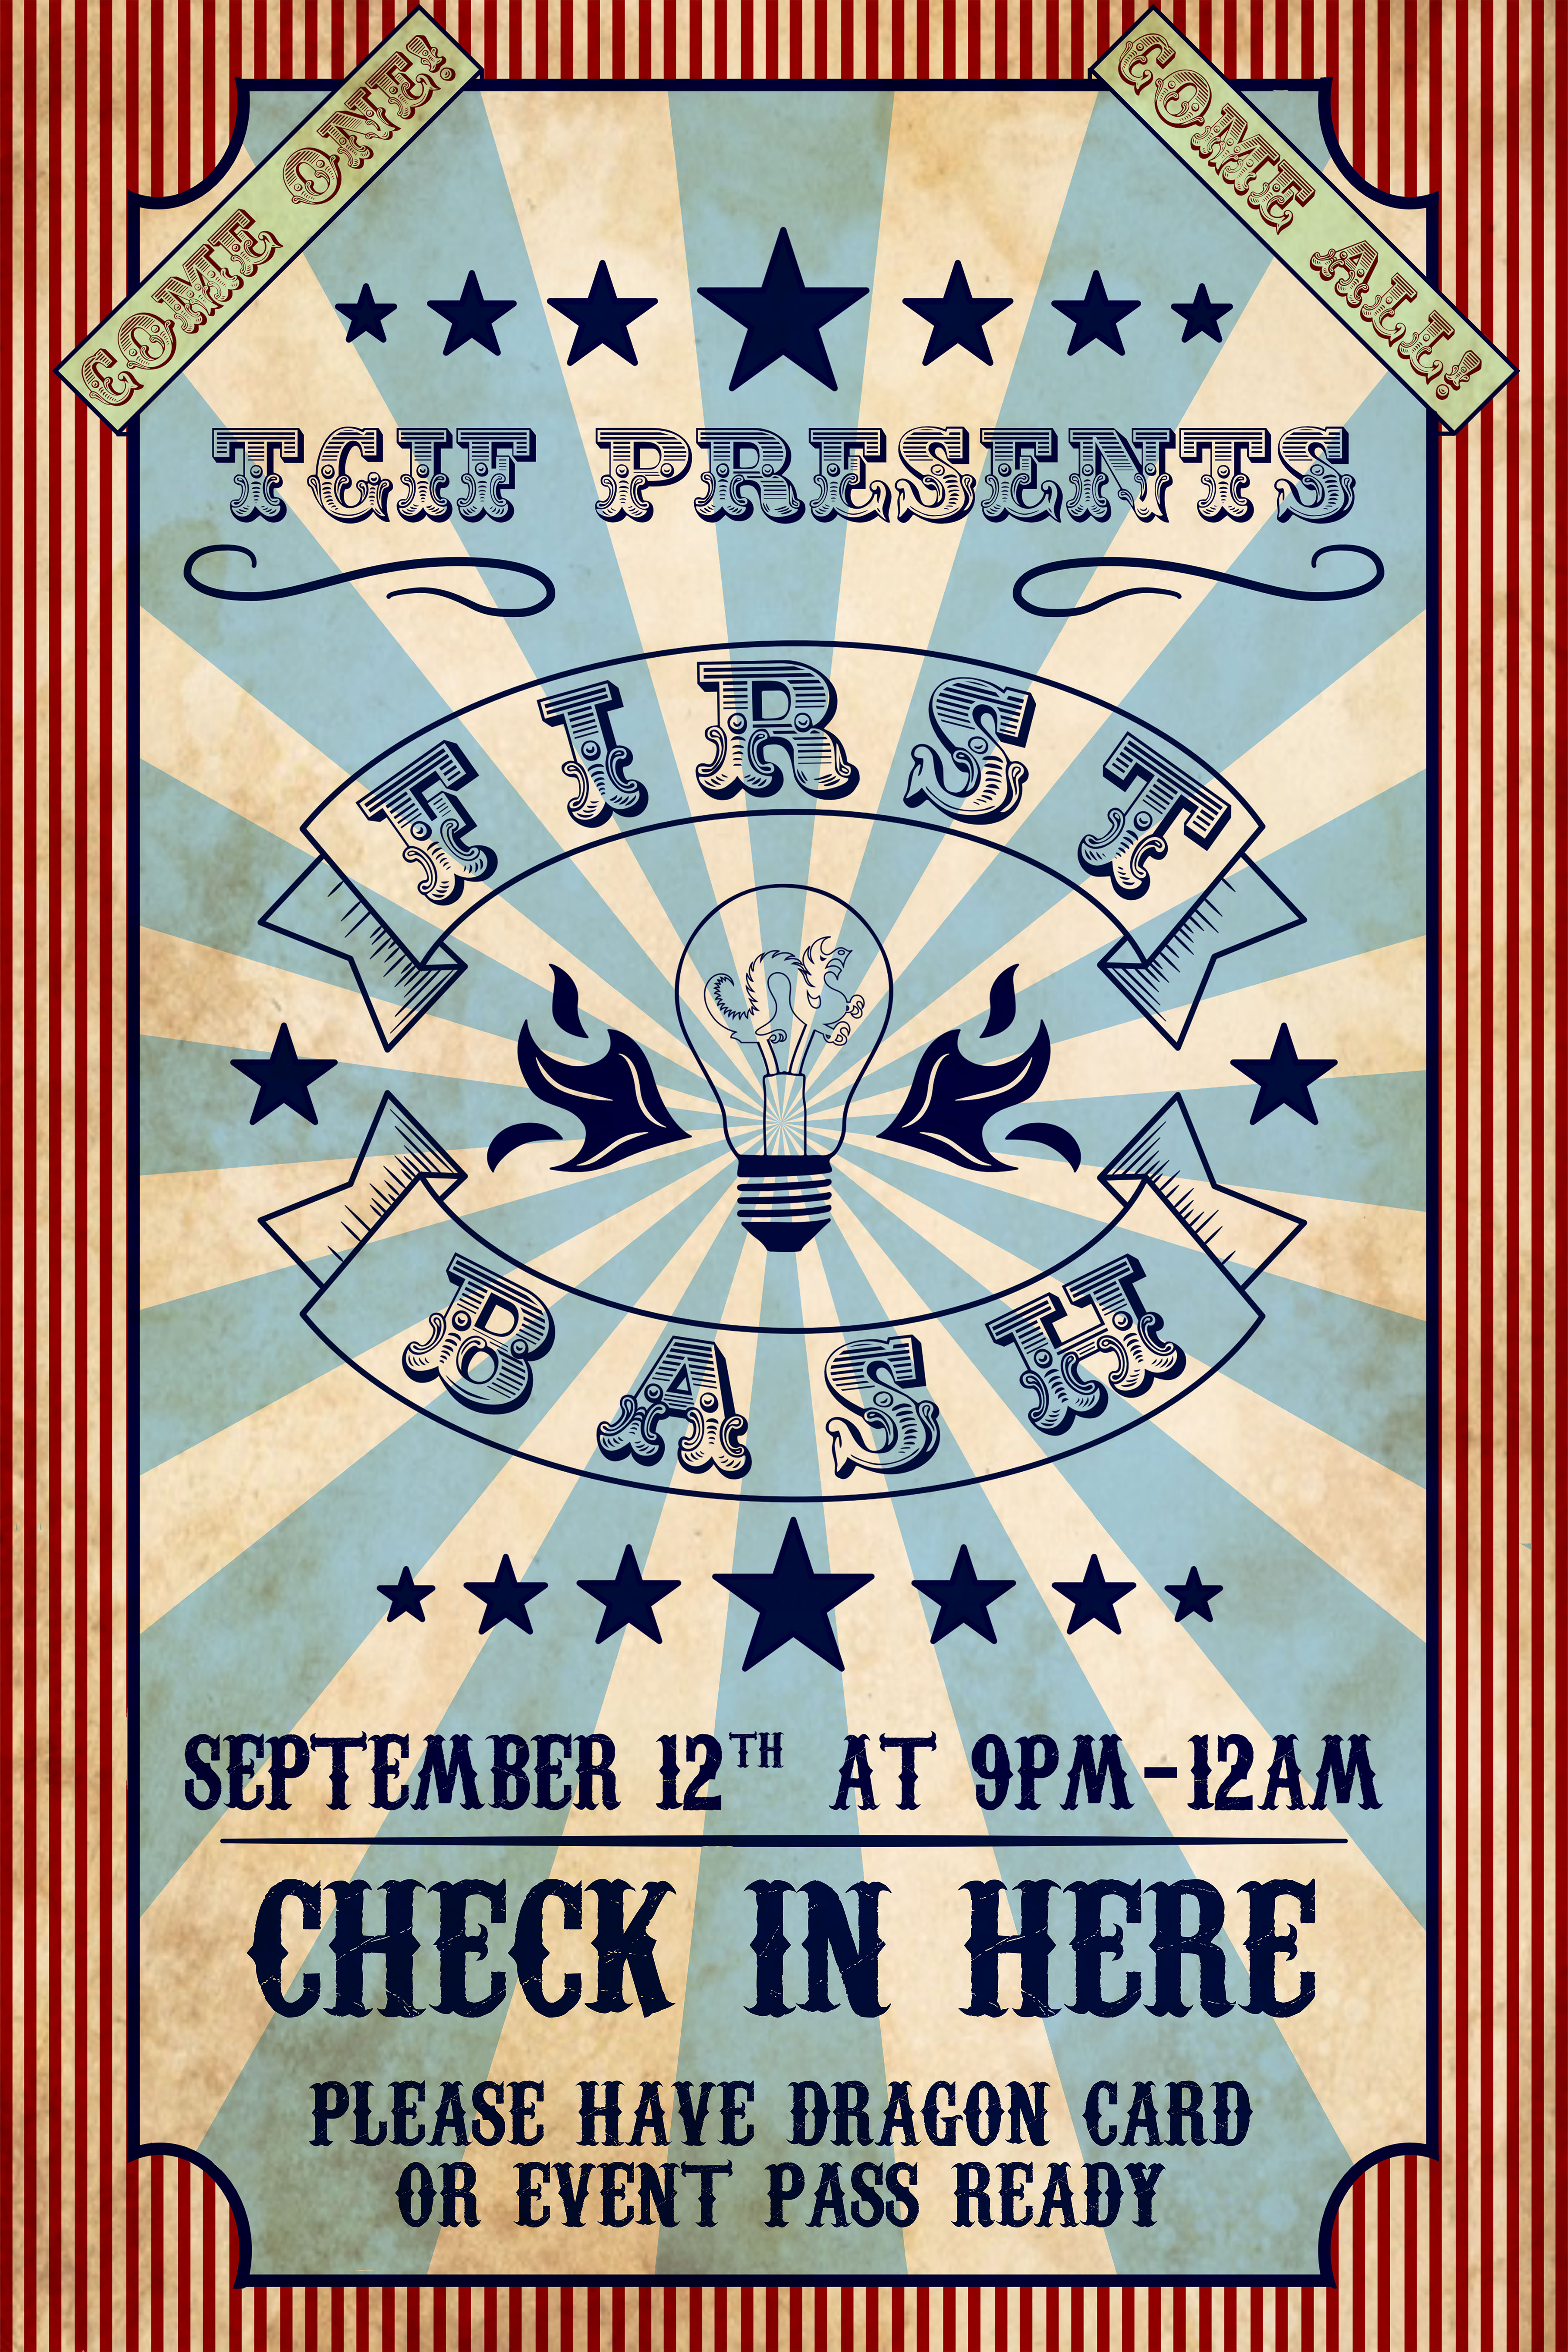 COME ONE!
COME ALL!
TGIF PRESENTS
FIRST
BASH
SEPTEMBER 12TH AT 9PM-12AM
CHECK IN HERE
PLEASE HAVE DRAGON CARD
OR EVENT PASS READY